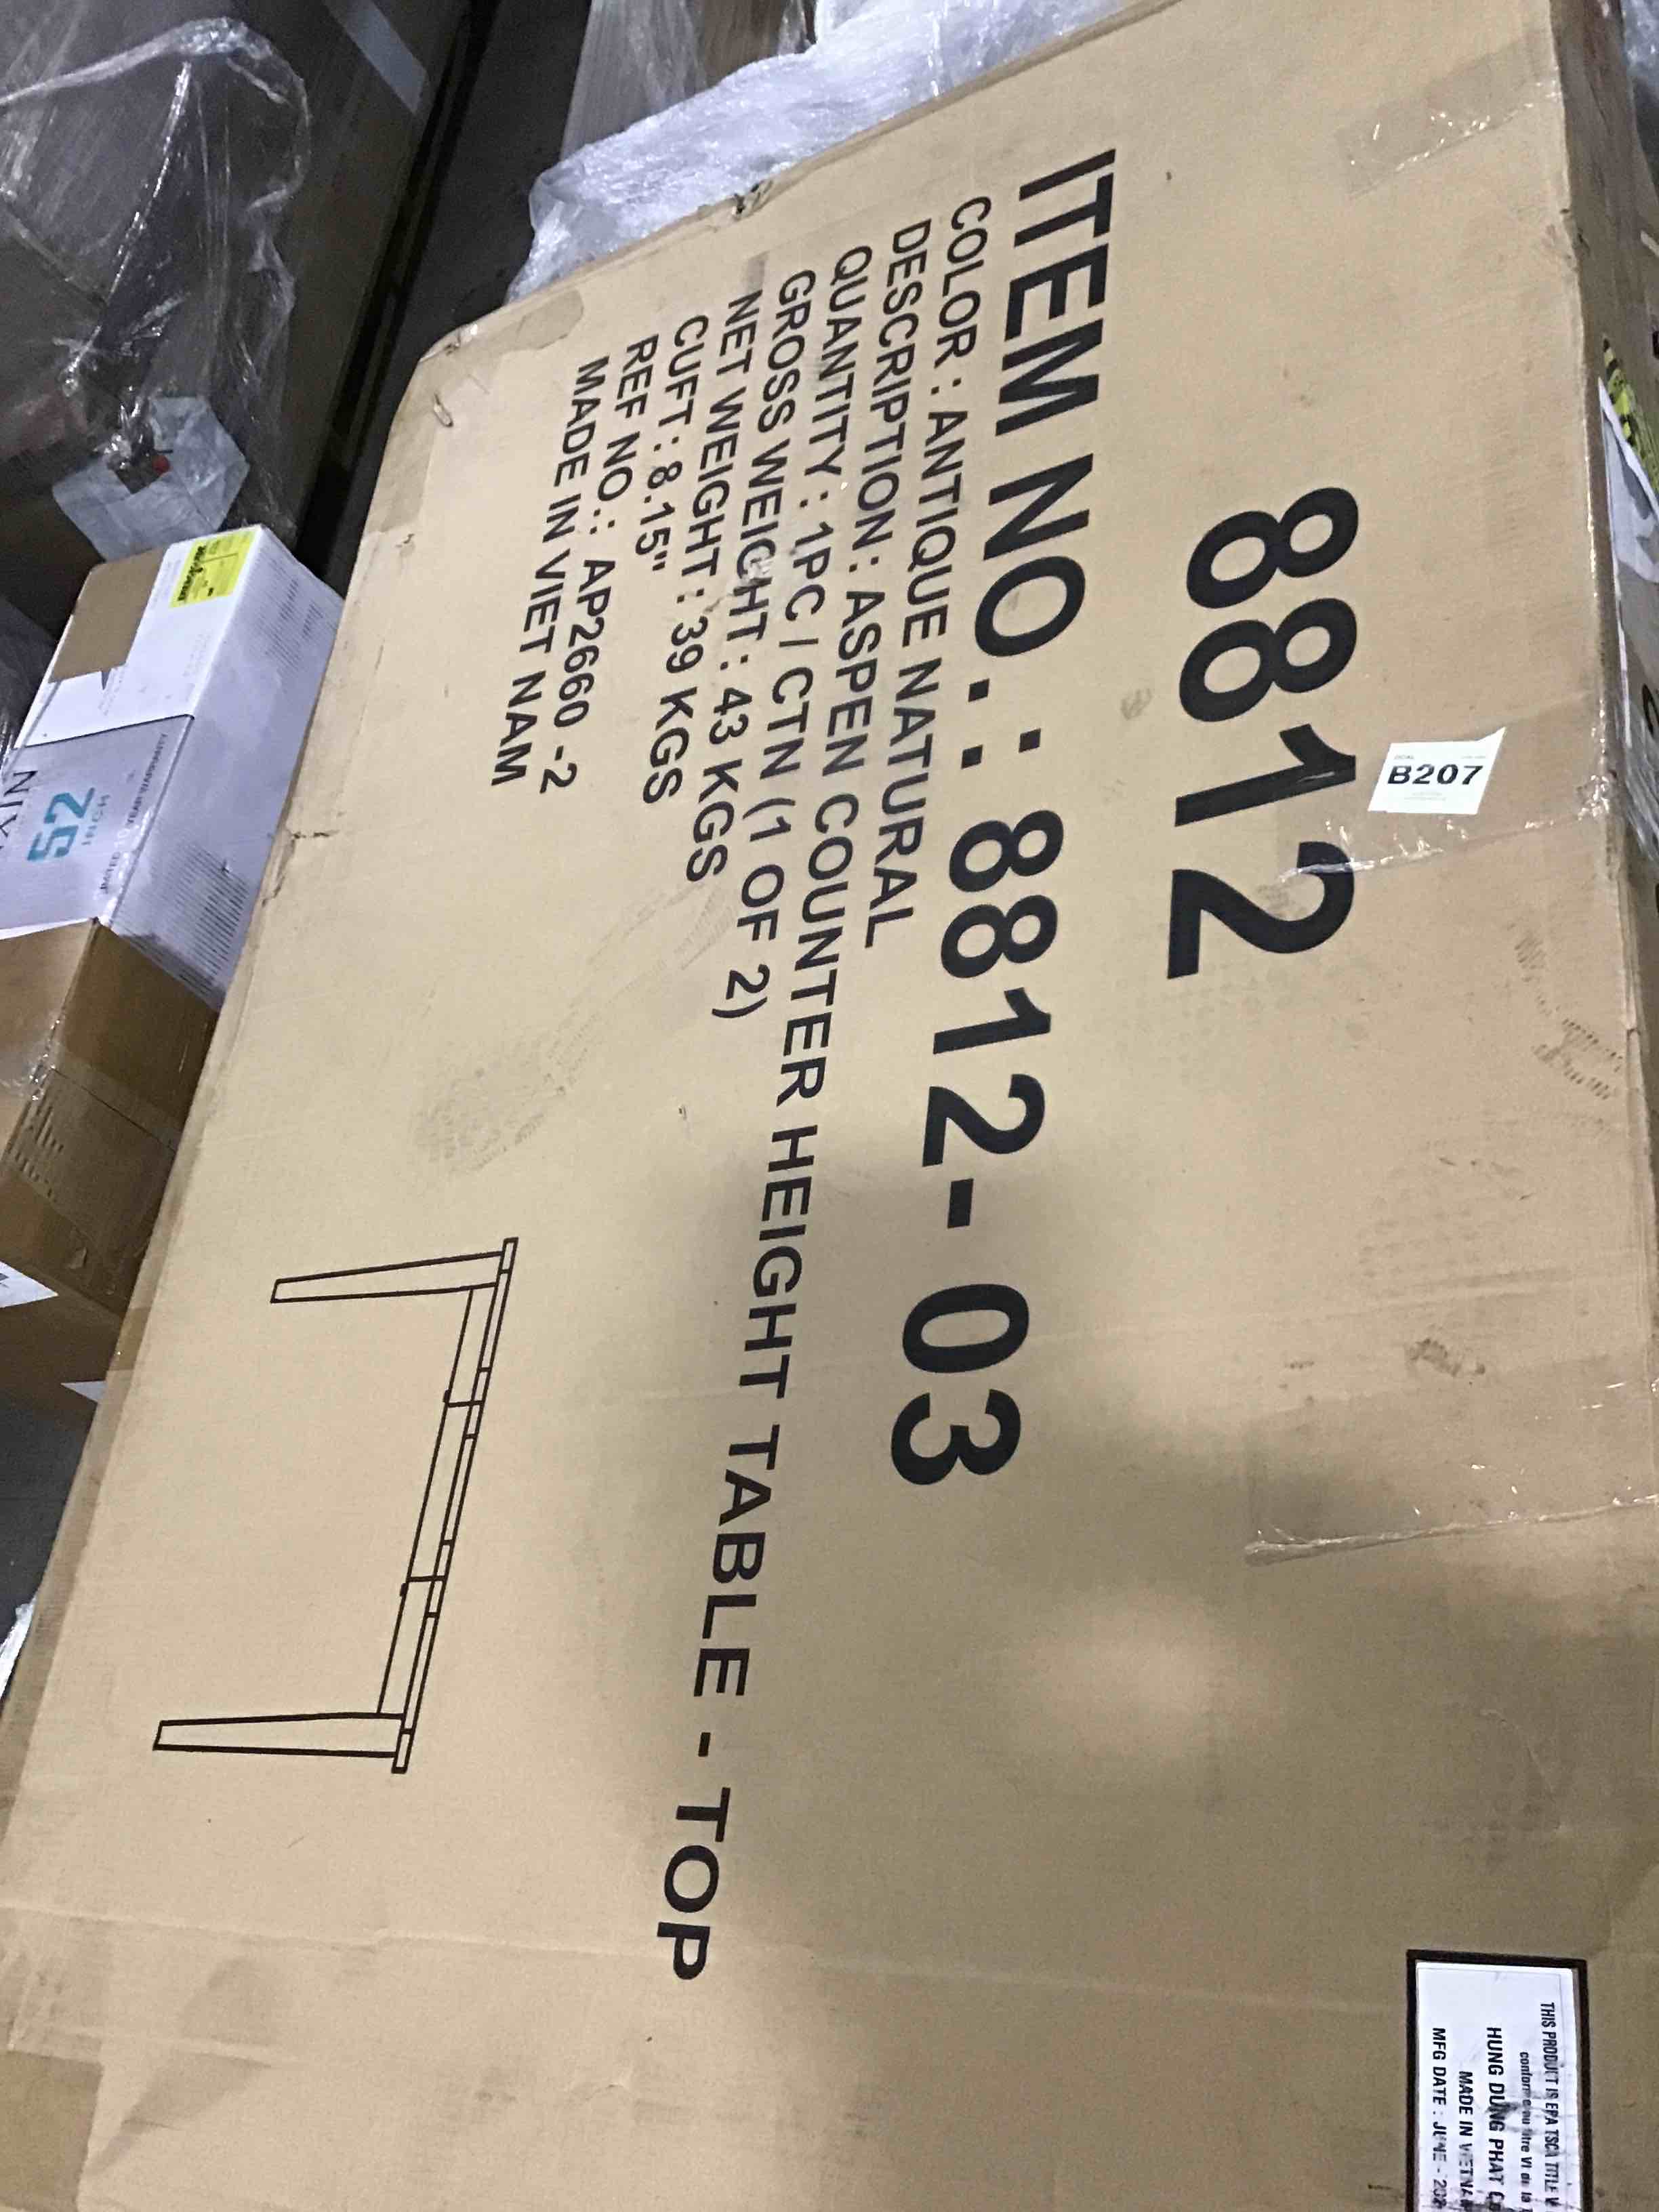 8812
B207
ITEM NO. : 8812-03
COLOR : ANTIQUE NATURAL
DESCRIPTION : ASPEN COUNTER HEIGHT TABLE - TOP
QUANTITY : 1PC / CTN (1 OF 2)
GROSS WEIGHT : 43 KGS
NET WEIGHT : 39 KGS
CUFT : 8.15"
REF NO. : AP2660 -2
MADE IN VIET NAM
THIS PRODUCT IS EPA TSCA TITLE
HUNG DUNG PHAT
MADE IN
MFG DATE : JUNE -
52
INCH